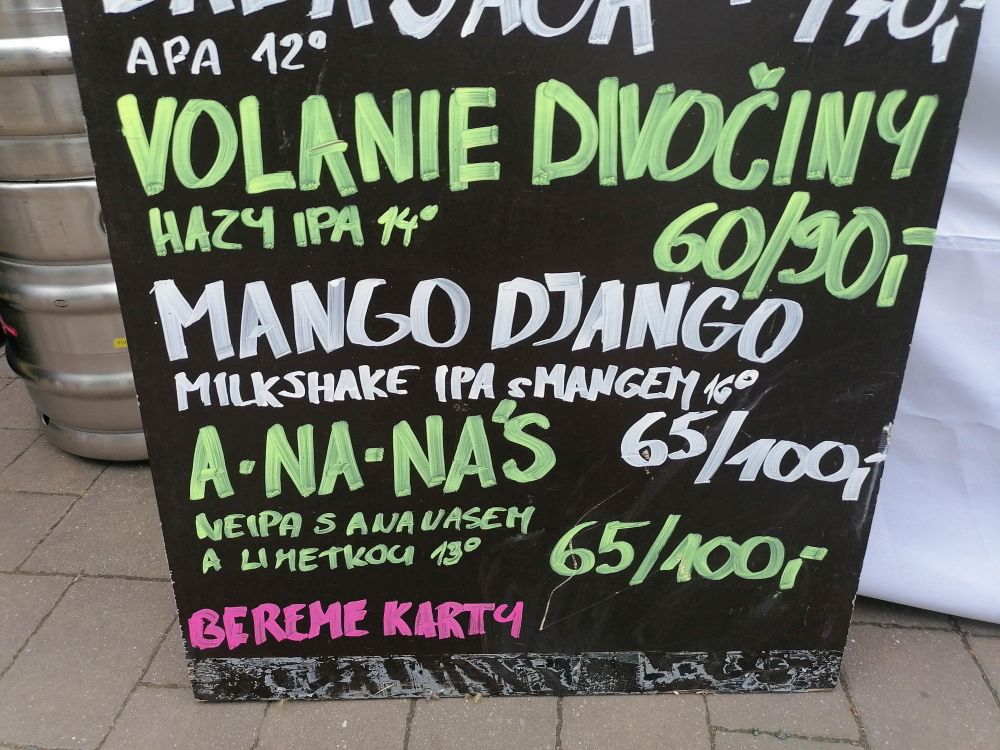 APA 12°
VOLANIE DIVOČINY
HAZY IPA 14°
60/90,-
MANGO DJANGO
MILKSHAKE IPA s MANGEM 16°
65/100,-
A-NA-NÁS
NEIPA S ANANASEM
A LIMETKOU 13°
65/100,-
BEREME KARTY